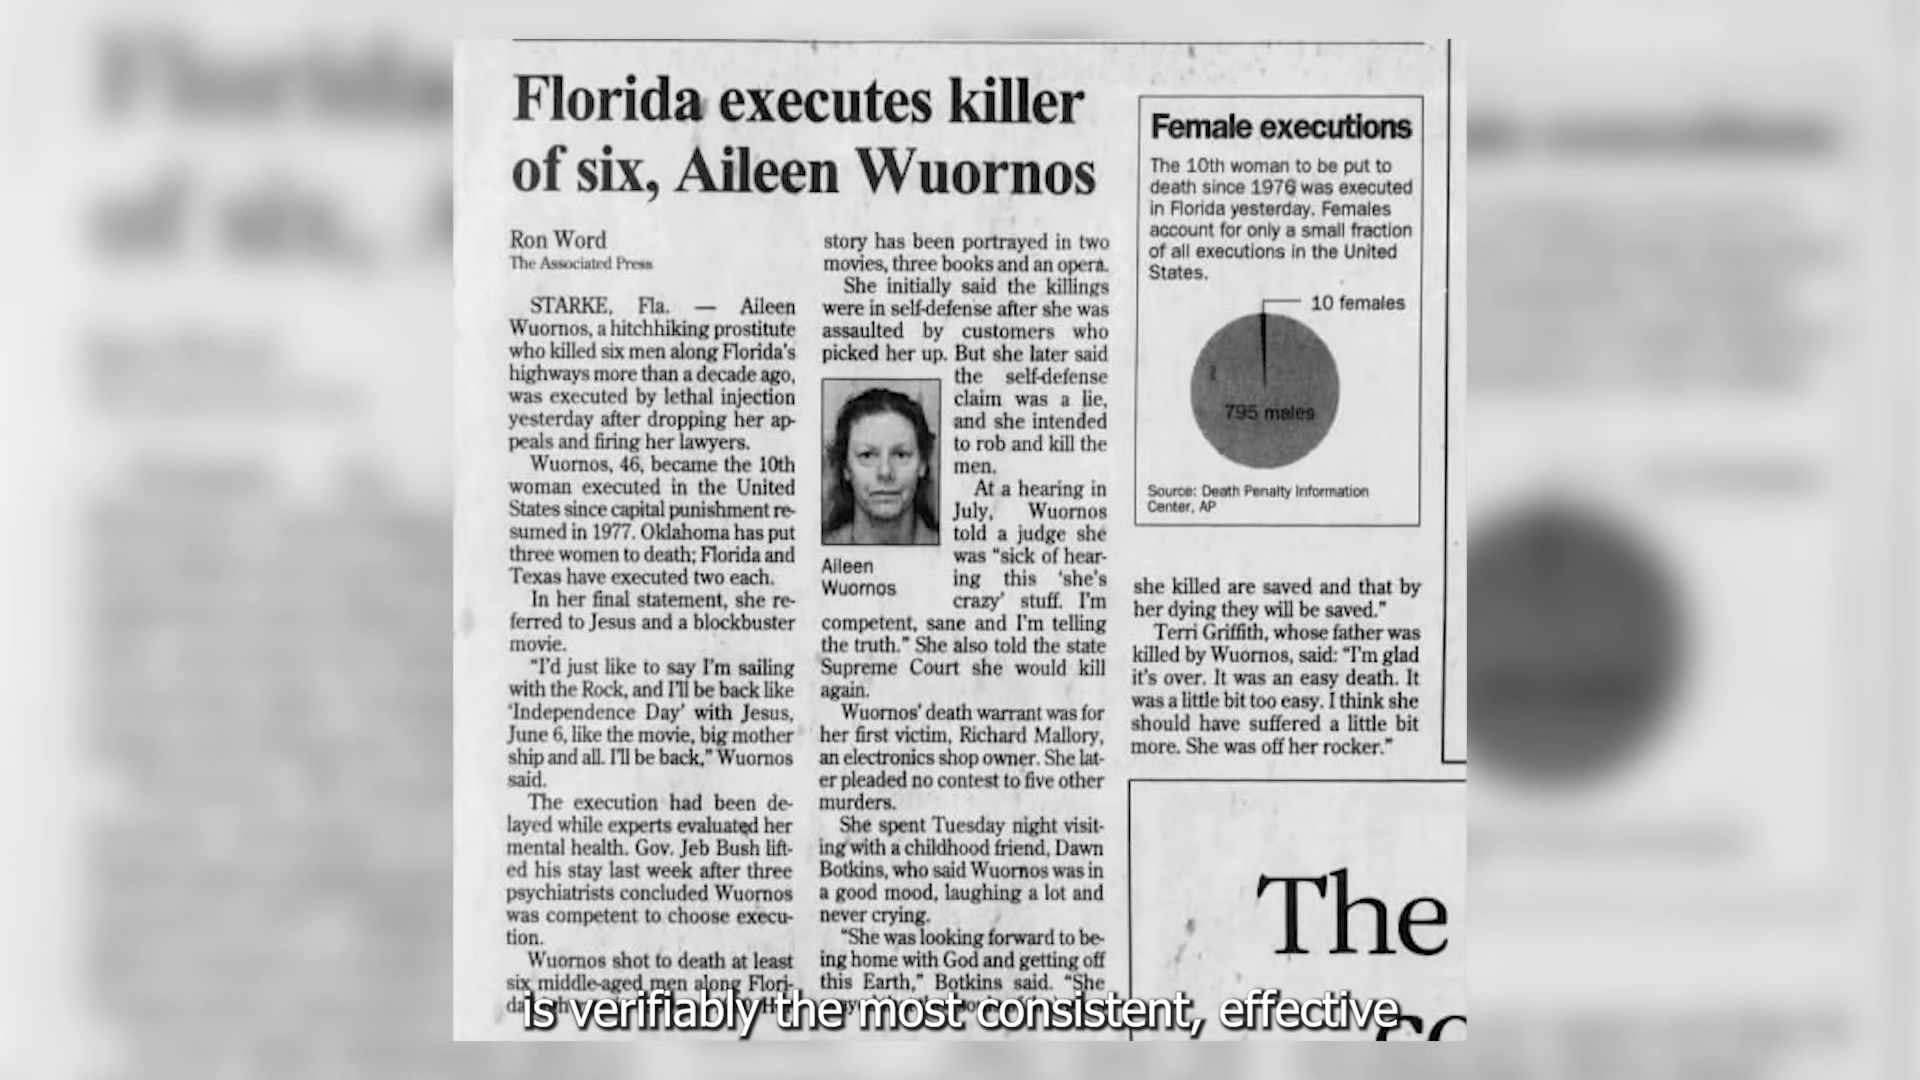 Florida executes killer
of six, Aileen Wuornos
Ron Word
The Associated Press
STARKE, Fla. — Aileen
Wuornos, a hitchhiking prostitute
who killed six men along Florida's
highways more than a decade ago,
was executed by lethal injection
yesterday after dropping her ap-
peals and firing her lawyers.
Wuornos, 46, became the 10th
woman executed in the United
States since capital punishment re-
sumed in 1977. Oklahoma has put
three women to death; Florida and
Texas have executed two each.
In her final statement, she re-
ferred to Jesus and a blockbuster
movie.
"I'd just like to say I'm sailing
with the Rock, and I'll be back like
'Independence Day' with Jesus,
June 6, like the movie, big mother
ship and all. I'll be back," Wuornos
said.
The execution had been de-
layed while experts evaluated her
mental health. Gov. Jeb Bush lift-
ed his stay last week after three
psychiatrists concluded Wuornos
was competent to choose execu-
tion.
Wuornos shot to death at least
six middle-aged men along Flori-
story has been portrayed in two
movies, three books and an opera.
She initially said the killings
were in self-defense after she was
assaulted by customers who
picked her up. But she later said
the self-defense
claim was a lie,
and she intended
to rob and kill the
men.
At a hearing in
July, Wuornos
told a judge she
was "sick of hear-
ing this 'she's
crazy' stuff. I'm
Aileen
Wuornos
competent, sane and I'm telling
the truth." She also told the state
Supreme Court she would kill
again.
Wuornos' death warrant was for
her first victim, Richard Mallory,
an electronics shop owner. She lat-
er pleaded no contest to five other
murders.
She spent Tuesday night visit-
ing with a childhood friend, Dawn
Botkins, who said Wuornos was in
a good mood, laughing a lot and
never crying.
"She was looking forward to be-
ing home with God and getting off
this Earth," Botkins said. "She
Female executions
The 10th woman to be put to
death since 1976 was executed
in Florida yesterday. Females
account for only a small fraction
of all executions in the United
States.
10 females
795 males
Source: Death Penalty Information
Center, AP
she killed are saved and that by
her dying they will be saved."
Terri Griffith, whose father was
killed by Wuornos, said: "I'm glad
it's over. It was an easy death. It
was a little bit too easy. I think she
should have suffered a little bit
more. She was off her rocker."
The
is verifiably the most consistent, effective